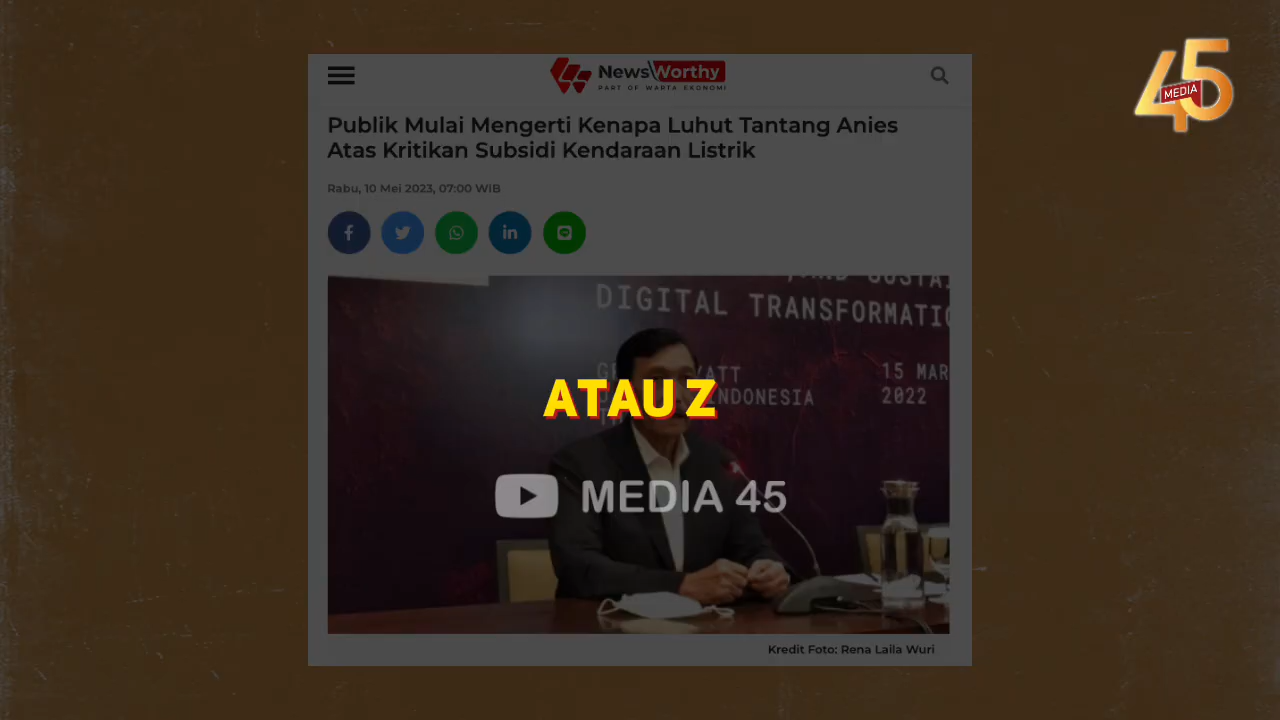 45
MEDIA
NewsWorthy
PART OF WARTA EKONOMI
Publik Mulai Mengerti Kenapa Luhut Tantang Anies
Atas Kritikan Subsidi Kendaraan Listrik
Rabu, 10 Mei 2023, 07:00 WIB
DIGITAL TRANSFORMATIO
15 MAR
INDONESIA 2022
ATAU Z
MEDIA 45
Kredit Foto: Rena Laila Wuri